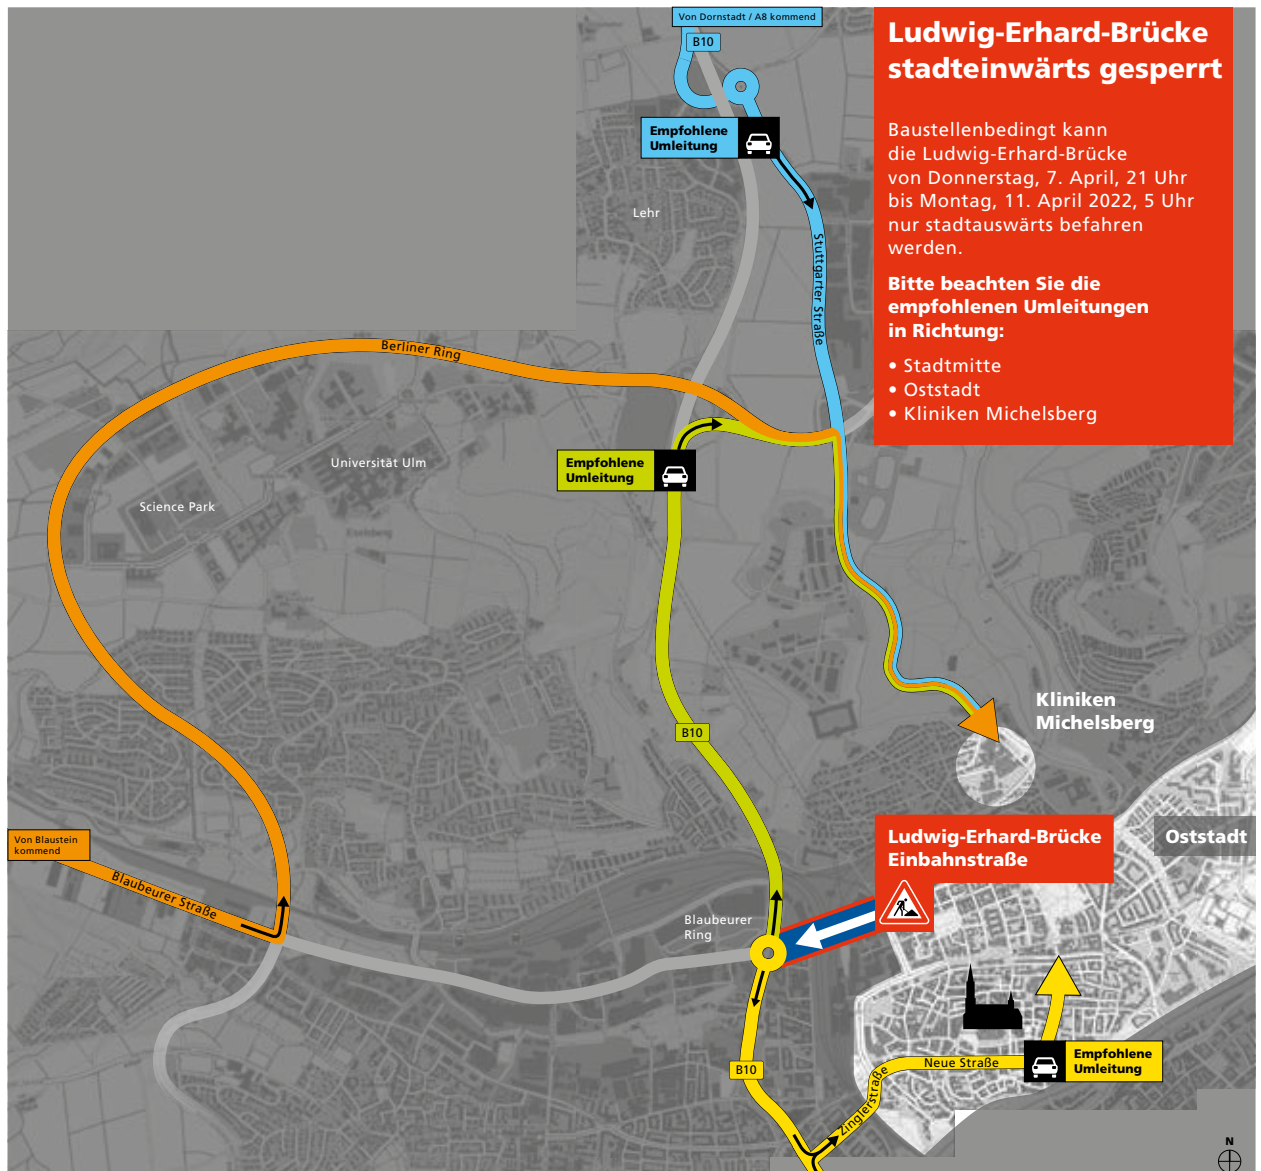 Von Dornstadt / A8 kommend
B10
Ludwig-Erhard-Brücke
stadteinwärts gesperrt
Baustellenbedingt kann
die Ludwig-Erhard-Brücke
von Donnerstag, 7. April, 21 Uhr
bis Montag, 11. April 2022, 5 Uhr
nur stadtauswärts befahren
werden.
Bitte beachten Sie die
empfohlenen Umleitungen
in Richtung:
• Stadtmitte
• Oststadt
• Kliniken Michelsberg
Empfohlene
Umleitung
Lehr
Stuttgarter Straße
Berliner Ring
Universität Ulm
Science Park
Eselsberg
Empfohlene
Umleitung
Kliniken
Michelsberg
B10
Ludwig-Erhard-Brücke
Einbahnstraße
Oststadt
Von Blaustein
kommend
Blaubeurer Straße
Blaubeurer
Ring
B10
Zinglerstraße
Neue Straße
Empfohlene
Umleitung
N